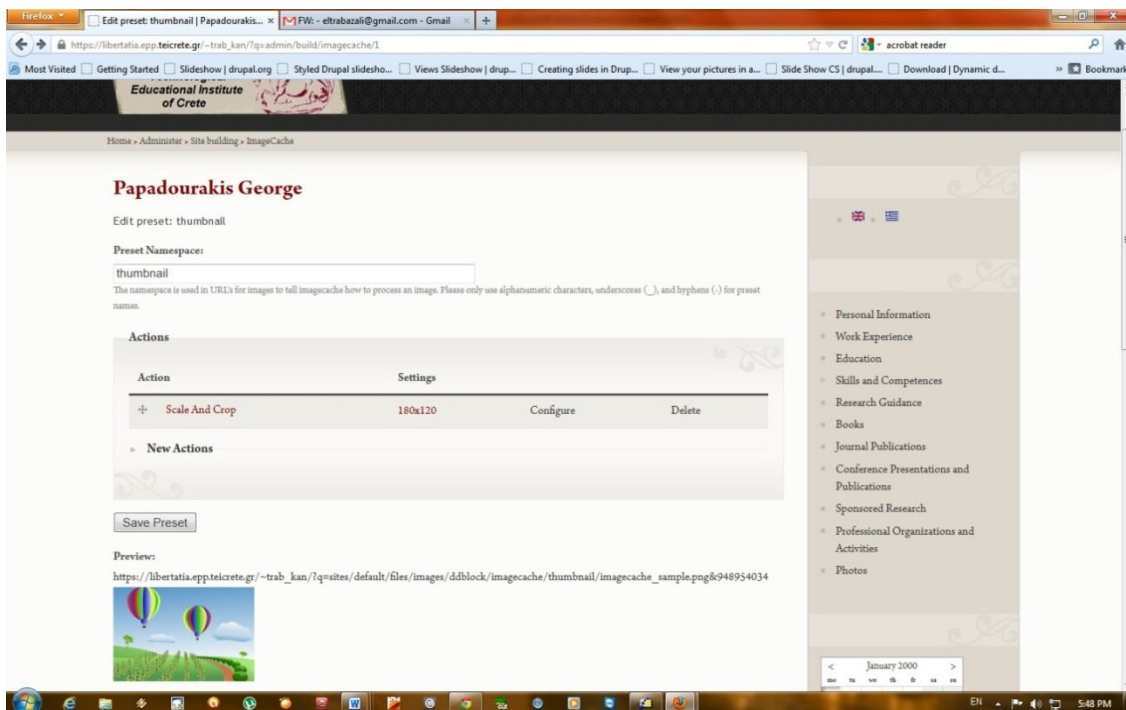 Firefox
Edit preset: thumbnail | Papadourakis... ×
FW: - eltrabazali@gmail.com - Gmail ×
+
https://libertatia.epp.teicrete.gr/~trab_kan/?q=admin/build/imagecache/1
acrobat reader
Most Visited Getting Started Slideshow | drupal.org Styled Drupal slidesho... Views Slideshow | drup... Creating slides in Drup... View your pictures in a... Slide Show CS | drupal.... Download | Dynamic d... » Bookmark
Educational Institute
of Crete
Home » Administer » Site building » ImageCache
Papadourakis George
Edit preset: thumbnail
Preset Namespace:
thumbnail
The namespace is used in URL's for images to tell imagecache how to process an image. Please only use alphanumeric characters, underscores (_), and hyphens (-) for preset
names.
Actions
Action Settings
Scale And Crop 180x120 Configure Delete
New Actions
Save Preset
Preview:
https://libertatia.epp.teicrete.gr/~trab_kan/?q=sites/default/files/images/ddblock/imagecache/thumbnail/imagecache_sample.png&948954034
Personal Information
Work Experience
Education
Skills and Competences
Research Guidance
Books
Journal Publications
Conference Presentations and
Publications
Sponsored Research
Professional Organizations and
Activities
Photos
< January 2000 >
mo tu we th fr sa su
EN 5:48 PM